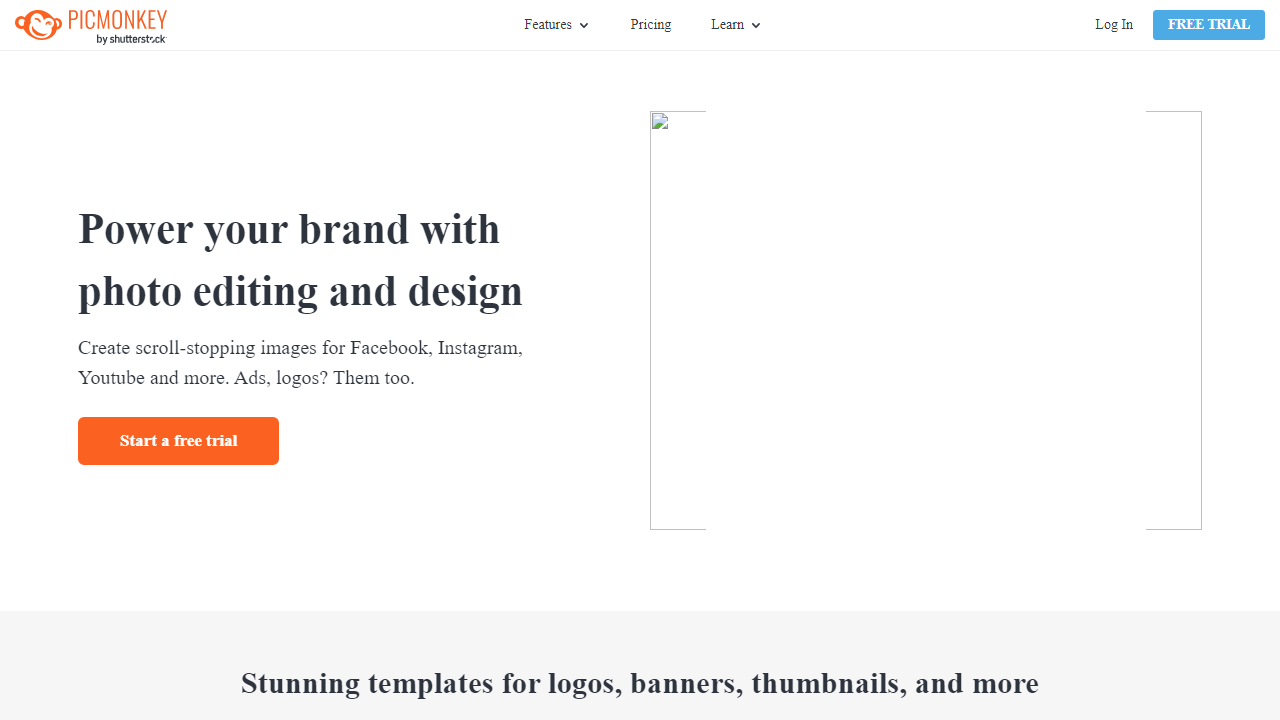 PICMONKEY
by shutterstock
Features
Pricing
Learn
Log In
FREE TRIAL
Power your brand with
photo editing and design
Create scroll-stopping images for Facebook, Instagram,
Youtube and more. Ads, logos? Them too.
Start a free trial
Stunning templates for logos, banners, thumbnails, and more